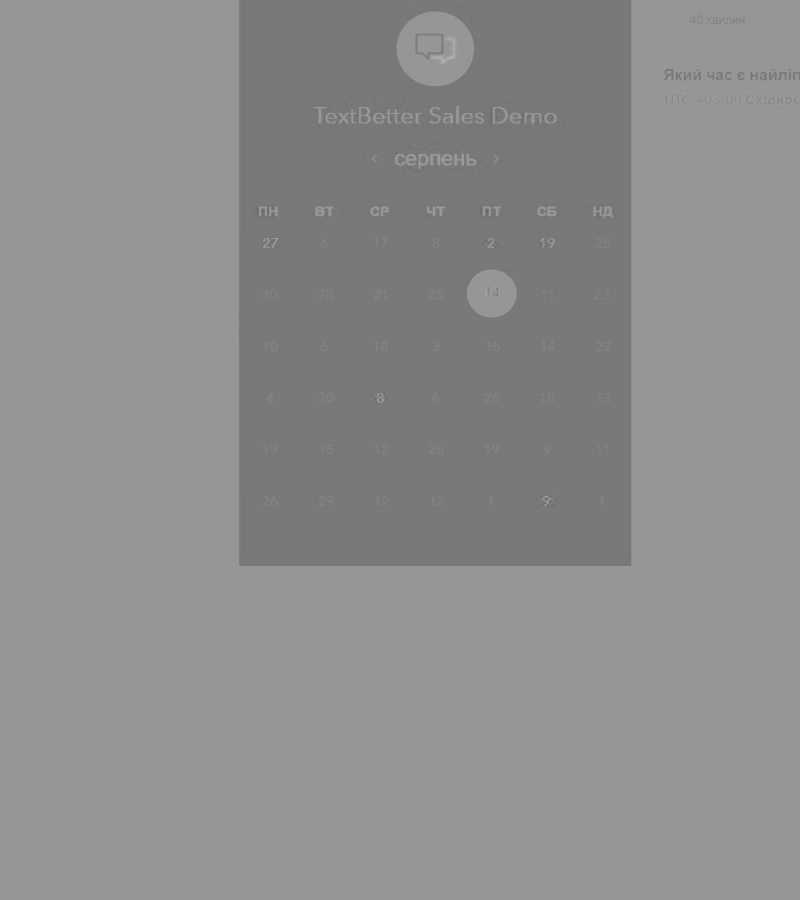 40 хвилин
TextBetter Sales Demo
Який час є найліп
UTC +03:00 Східноє
‹ серпень ›
ПН ВТ СР ЧТ ПТ СБ НД
27 6 17 8 2 19 25
30 28 21 25 14 11 23
10 6 18 3 15 14 22
4 20 8 6 26 18 13
19 15 12 26 19 9 11
26 29 12 12 1 9 1